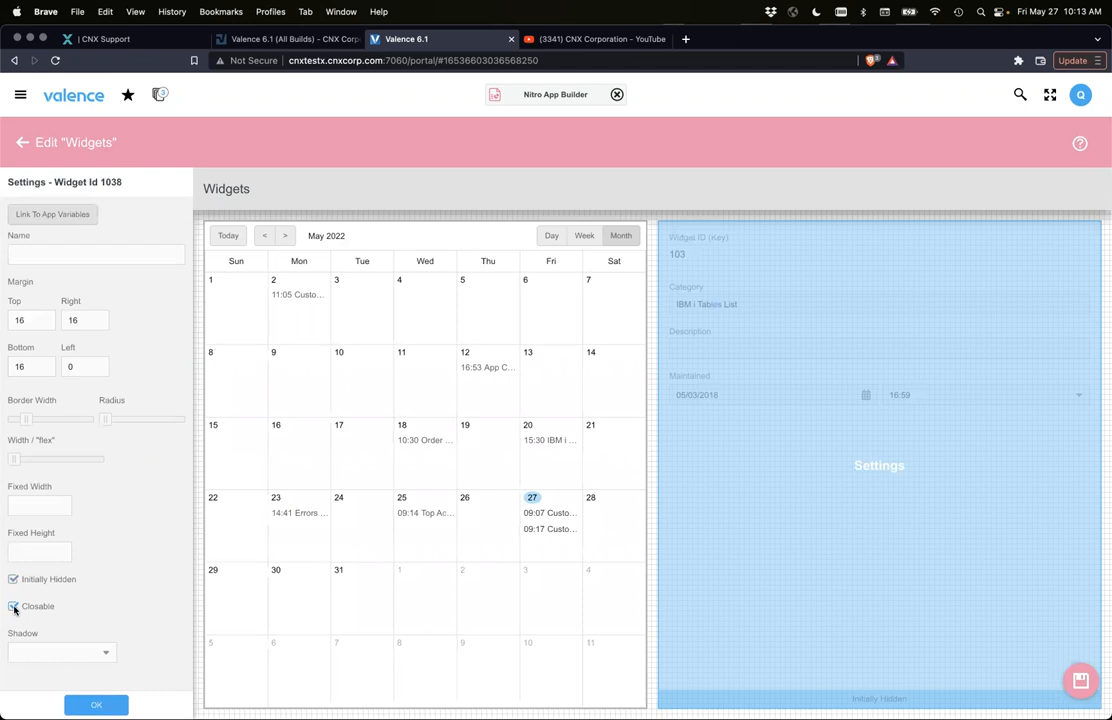 Brave File Edit View History Bookmarks Profiles Tab Window Help Fri May 27 10:13 AM
| CNX Support Valence 6.1 (All Builds) - CNX Corp Valence 6.1 (3341) CNX Corporation - YouTube
Not Secure cnxtestx.cnxcorp.com:7060/portal/#16536603036568250 Update
valence 3 Nitro App Builder Q
Edit "Widgets"
Settings - Widget Id 1038
Widgets
Link To App Variables
Name
Margin
Top Right
16 16
Bottom Left
16 0
Border Width Radius
Width / "flex"
Fixed Width
Fixed Height
Initially Hidden
Closable
Shadow
OK
Today < > May 2022 Day Week Month
Sun Mon Tue Wed Thu Fri Sat
1 2 3 4 5 6 7
11:05 Custo...
8 9 10 11 12 13 14
16:53 App C...
15 16 17 18 19 20 21
10:30 Order ... 15:30 IBM i ...
22 23 24 25 26 27 28
14:41 Errors ... 09:14 Top Ac... 09:07 Custo...
09:17 Custo...
29 30 31 1 2 3 4
5 6 7 8 9 10 11
Widget ID (Key)
103
Category
IBM i Tables List
Description
Maintained
05/03/2018 16:59
Settings
Initially Hidden